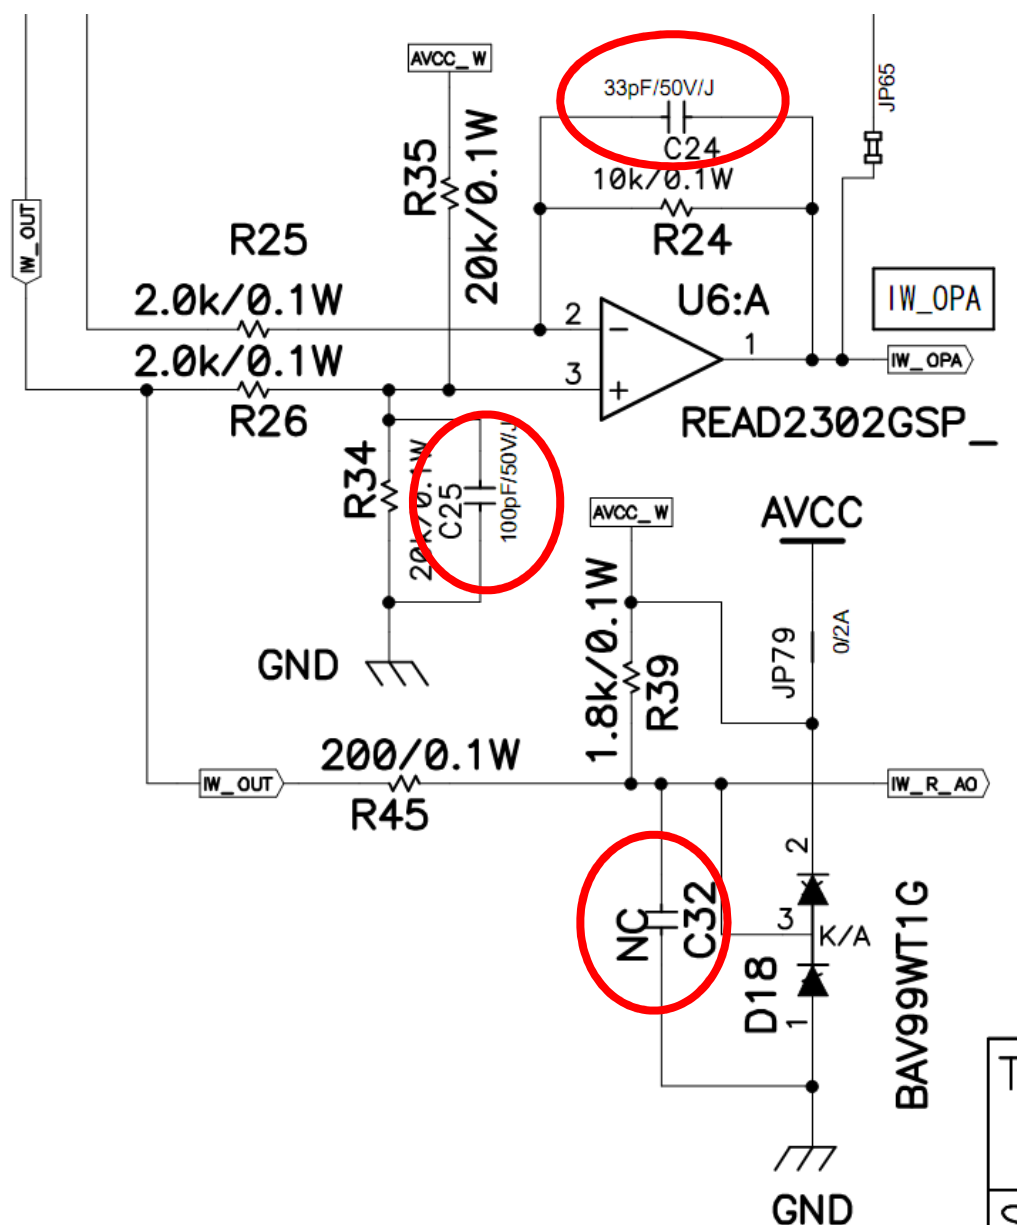 AVCC_W
33pF/50V/J
C24
JP65
R35
20k/0.1W
10k/0.1W
R24
IW_OUT
R25
2.0k/0.1W
2.0k/0.1W
R26
2
3
1
U6:A
IW_OPA
IW_OPA
READ2302GSP_
R34
20k/0.1W
C25
100pF/50V/J
GND
AVCC_W
AVCC
1.8k/0.1W
R39
JP79
0/2A
200/0.1W
IW_OUT
R45
IW_R_AO
NC
C32
2
3
K/A
D18
1
BAV99WT1G
GND